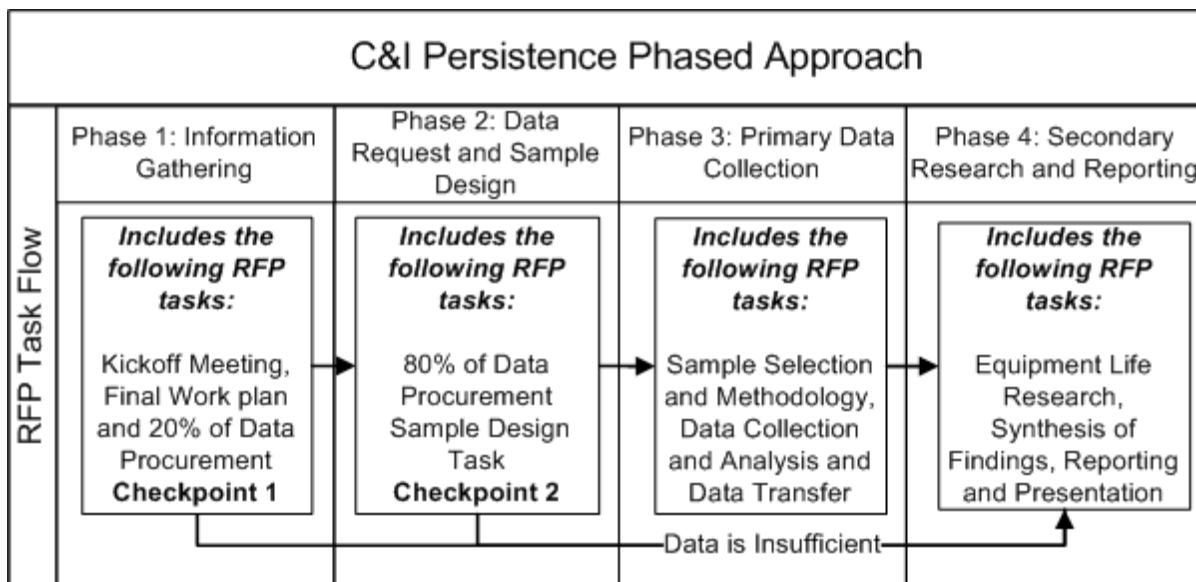 C&I Persistence Phased Approach
RFP Task Flow
Phase 1: Information
Gathering
Phase 2: Data
Request and Sample
Design
Phase 3: Primary Data
Collection
Phase 4: Secondary
Research and Reporting
Includes the
following RFP
tasks:
Kickoff Meeting,
Final Work plan
and 20% of Data
Procurement
Checkpoint 1
Includes the
following RFP
tasks:
80% of Data
Procurement
Sample Design
Task
Checkpoint 2
Includes the
following RFP
tasks:
Sample Selection
and Methodology,
Data Collection
and Analysis and
Data Transfer
Includes the
following RFP
tasks:
Equipment Life
Research,
Synthesis of
Findings, Reporting
and Presentation
Data is Insufficient